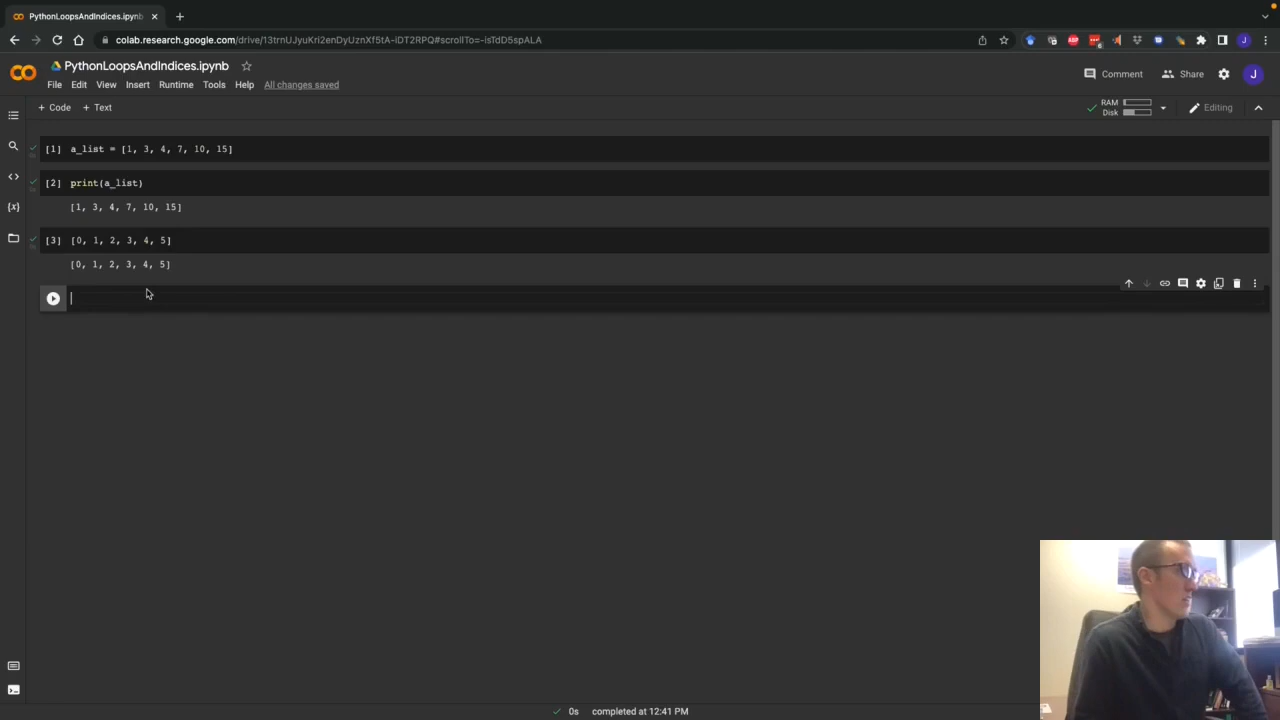 PythonLoopsAndIndices.ipynb
colab.research.google.com/drive/13trnUJyuKri2enDyUznXf5tA-iDT2RPQ#scrollTo=-isTdD5spALA
PythonLoopsAndIndices.ipynb
File Edit View Insert Runtime Tools Help All changes saved
Comment Share J
+ Code + Text
RAM
Disk
Editing
[1] a_list = [1, 3, 4, 7, 10, 15]
[2] print(a_list)
[1, 3, 4, 7, 10, 15]
[3] [0, 1, 2, 3, 4, 5]
[0, 1, 2, 3, 4, 5]
0s completed at 12:41 PM